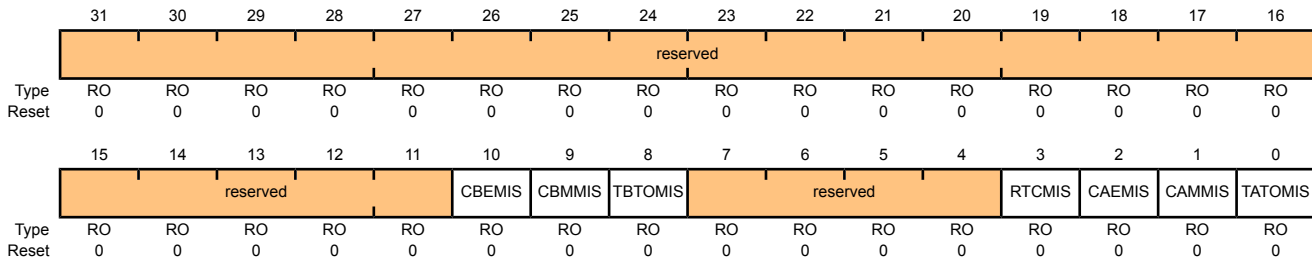 31 30 29 28 27 26 25 24 23 22 21 20 19 18 17 16
reserved
Type RO RO RO RO RO RO RO RO RO RO RO RO RO RO RO RO
Reset 0 0 0 0 0 0 0 0 0 0 0 0 0 0 0 0
15 14 13 12 11 10 9 8 7 6 5 4 3 2 1 0
reserved CBEMIS CBMMIS TBTOMIS reserved RTCMIS CAEMIS CAMMIS TATOMIS
Type RO RO RO RO RO RO RO RO RO RO RO RO RO RO RO RO
Reset 0 0 0 0 0 0 0 0 0 0 0 0 0 0 0 0